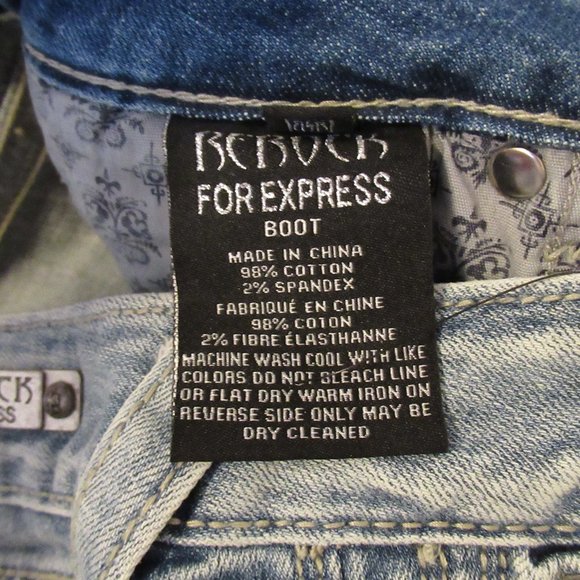 REROCK
FOR EXPRESS
BOOT
MADE IN CHINA
98% COTTON
2% SPANDEX
FABRIQUÉ EN CHINE
98% COTON
2% FIBRE ÉLASTHANNE
MACHINE WASH COOL WITH LIKE
COLORS DO NOT BLEACH LINE
OR FLAT DRY WARM IRON ON
REVERSE SIDE ONLY MAY BE
DRY CLEANED